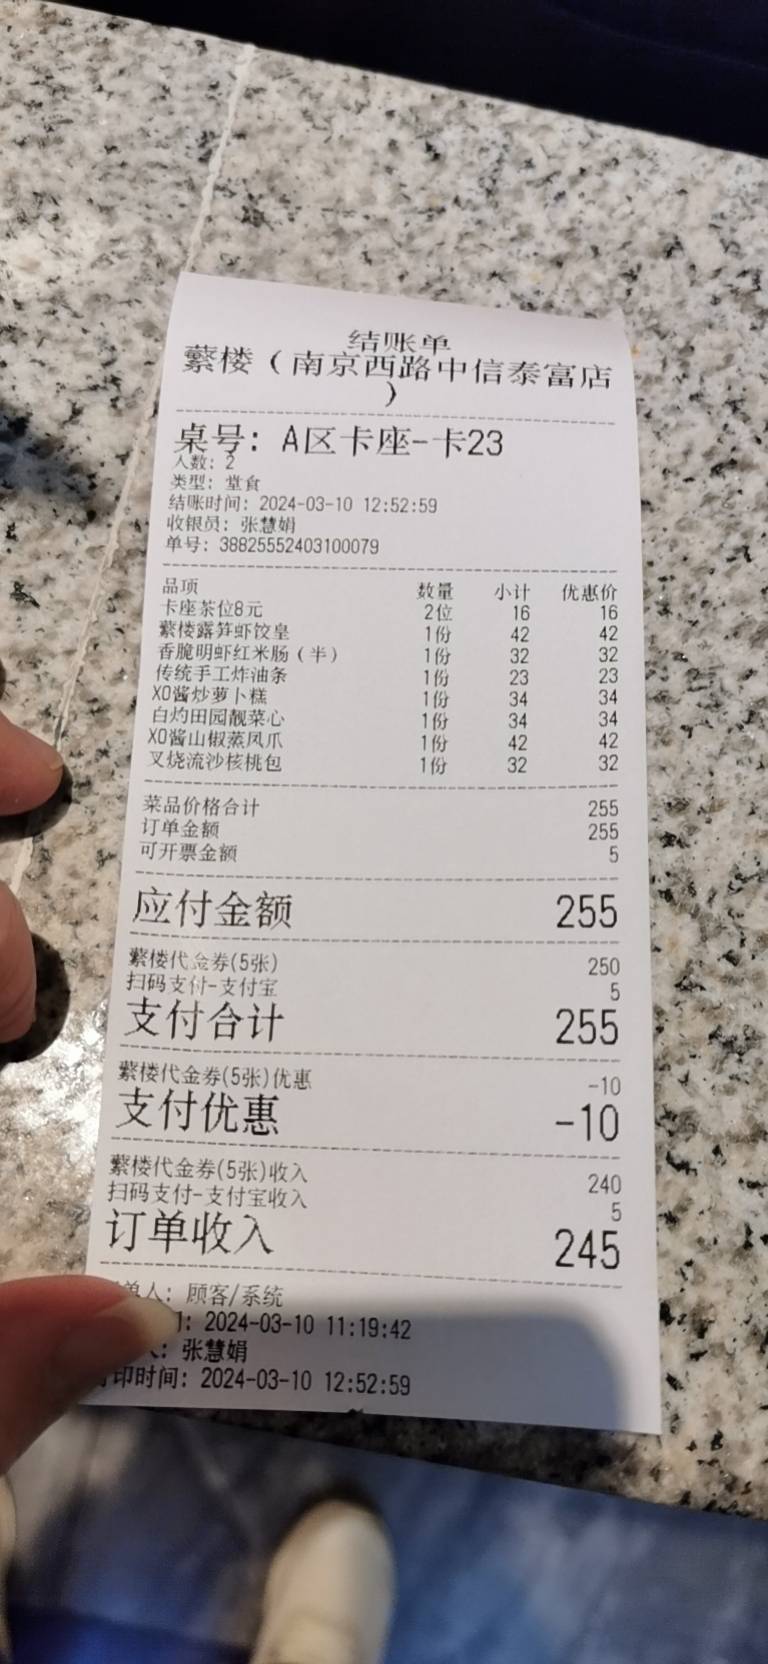 结账单
蘩楼（南京西路中信泰富店
）
桌号: A区卡座-卡23
人数: 2
类型: 堂食
结账时间: 2024-03-10 12:52:59
收银员: 张慧娟
单号: 38825552403100079
品项 数量 小计 优惠价
卡座茶位8元 2位 16 16
蘩楼露笋虾饺皇 1份 42 42
香脆明虾红米肠（半） 1份 32 32
传统手工炸油条 1份 23 23
XO酱炒萝卜糕 1份 34 34
白灼田园靓菜心 1份 34 34
XO酱山椒蒸凤爪 1份 42 42
叉烧流沙核桃包 1份 32 32
菜品价格合计 255
订单金额 255
可开票金额 5
应付金额 255
蘩楼代金券(5张) 250
扫码支付-支付宝 5
支付合计 255
蘩楼代金券(5张)优惠 -10
支付优惠 -10
蘩楼代金券(5张)收入 240
扫码支付-支付宝收入 5
订单收入 245
单人: 顾客/系统
: 2024-03-10 11:19:42
人: 张慧娟
印时间: 2024-03-10 12:52:59